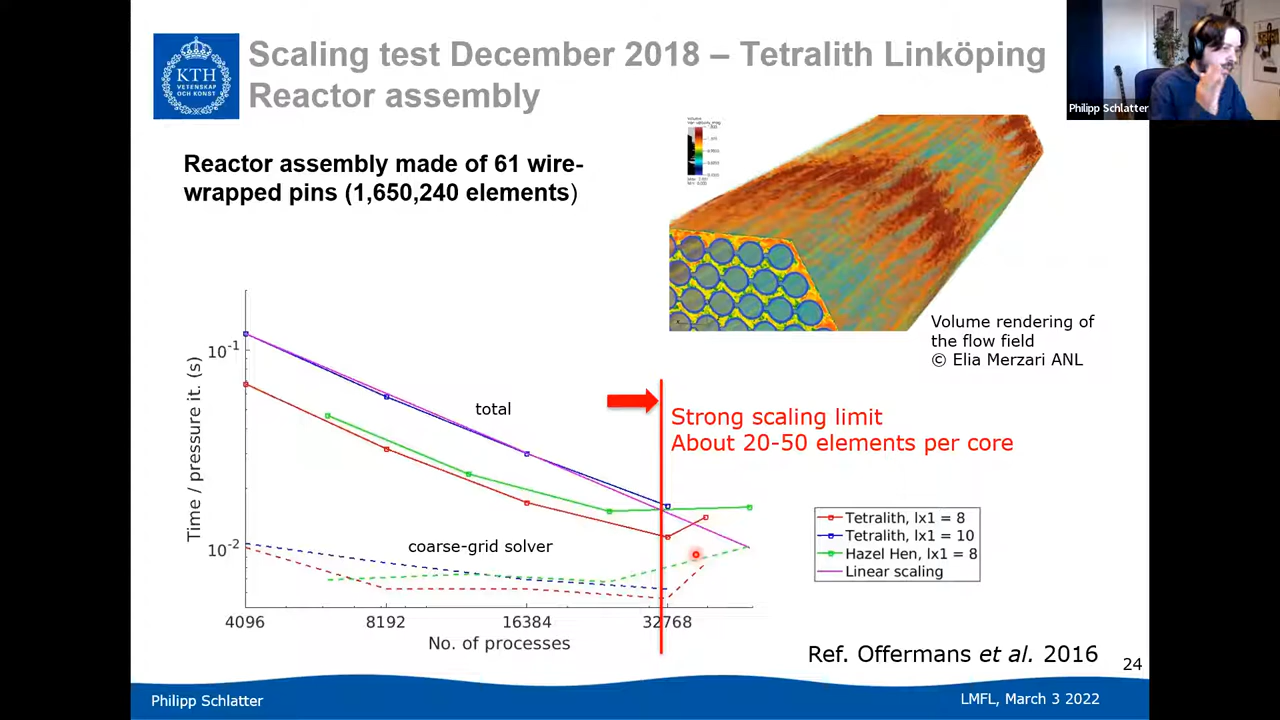 Scaling test December 2018 – Tetralith Linköping
Reactor assembly
KTH
VETENSKAP
OCH KONST
Philipp Schlatter
Reactor assembly made of 61 wire-
wrapped pins (1,650,240 elements)
Volume rendering of
the flow field
© Elia Merzari ANL
Time / pressure it. (s)
10⁻¹
10⁻²
total
coarse-grid solver
4096 8192 16384 32768
No. of processes
Strong scaling limit
About 20-50 elements per core
Tetralith, lx1 = 8
Tetralith, lx1 = 10
Hazel Hen, lx1 = 8
Linear scaling
Ref. Offermans et al. 2016
24
Philipp Schlatter
LMFL, March 3 2022